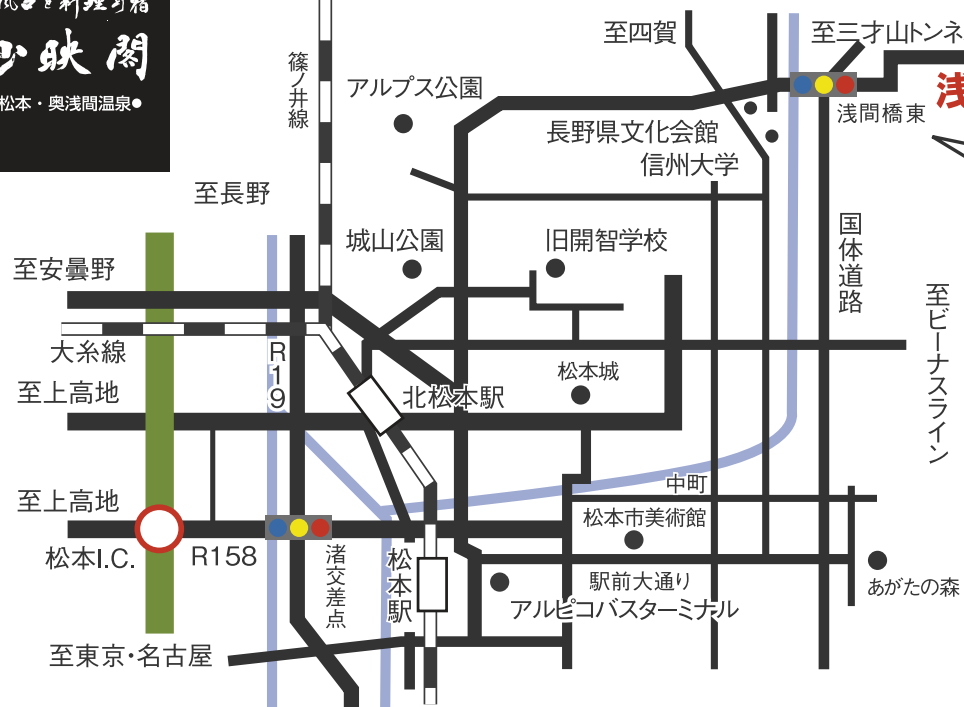 映閣
松本・奥浅間温泉●
篠ノ井線
アルプス公園
至四賀
至三才山トンネ
浅
浅間橋東
長野県文化会館
信州大学
至長野
城山公園
旧開智学校
国体道路
至安曇野
大糸線
R19
至ビーナスライン
至上高地
北松本駅
松本城
至上高地
中町
松本市美術館
松本I.C.
R158
渚交差点
松本駅
駅前大通り
アルピコバスターミナル
あがたの森
至東京・名古屋